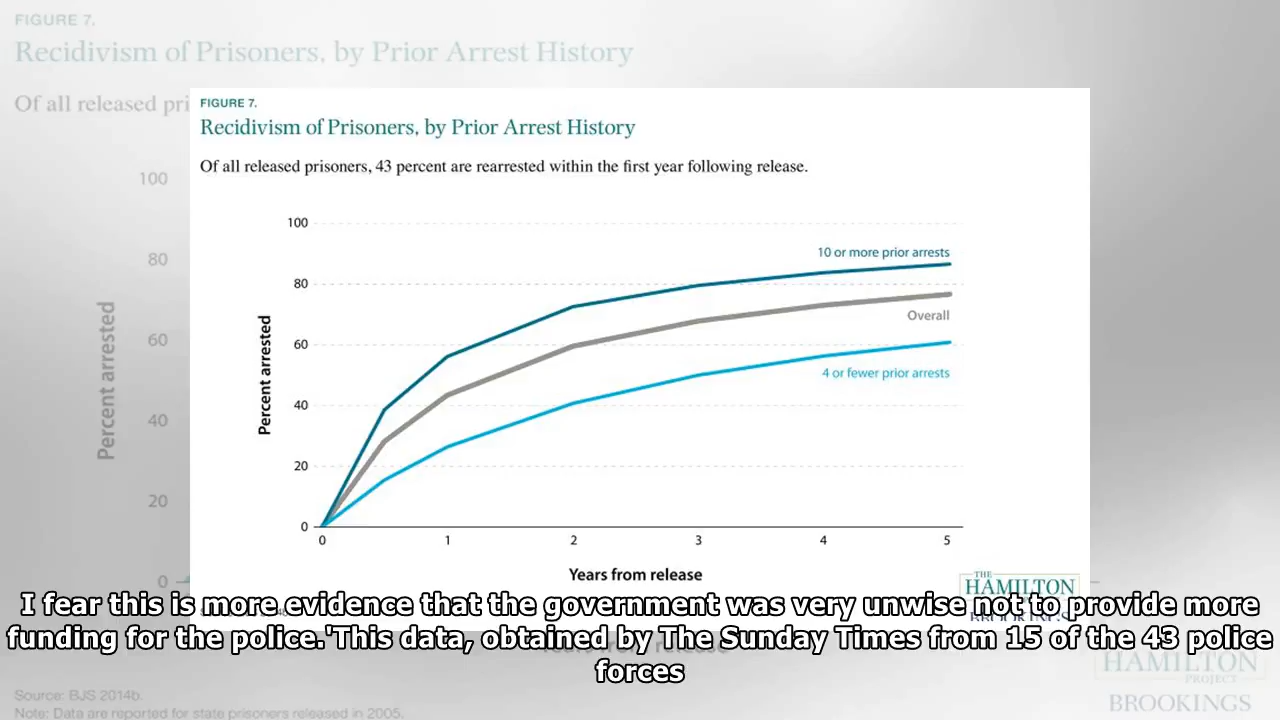 FIGURE 7.
Recidivism of Prisoners, by Prior Arrest History
Of all released pri
FIGURE 7.
Recidivism of Prisoners, by Prior Arrest History
Of all released prisoners, 43 percent are rearrested within the first year following release.
100
80
60
40
20
0
Percent arrested
100
80
60
40
20
0
Percent arrested
10 or more prior arrests
Overall
4 or fewer prior arrests
0 1 2 3 4 5
Years from release
THE
HAMILTON
I fear this is more evidence that the government was very unwise not to provide more
funding for the police.'This data, obtained by The Sunday Times from 15 of the 43 police
forces
HAMILTON
PROJECT
BROOKINGS
Source: BJS 2014b.
Note: Data are reported for state prisoners released in 2005.